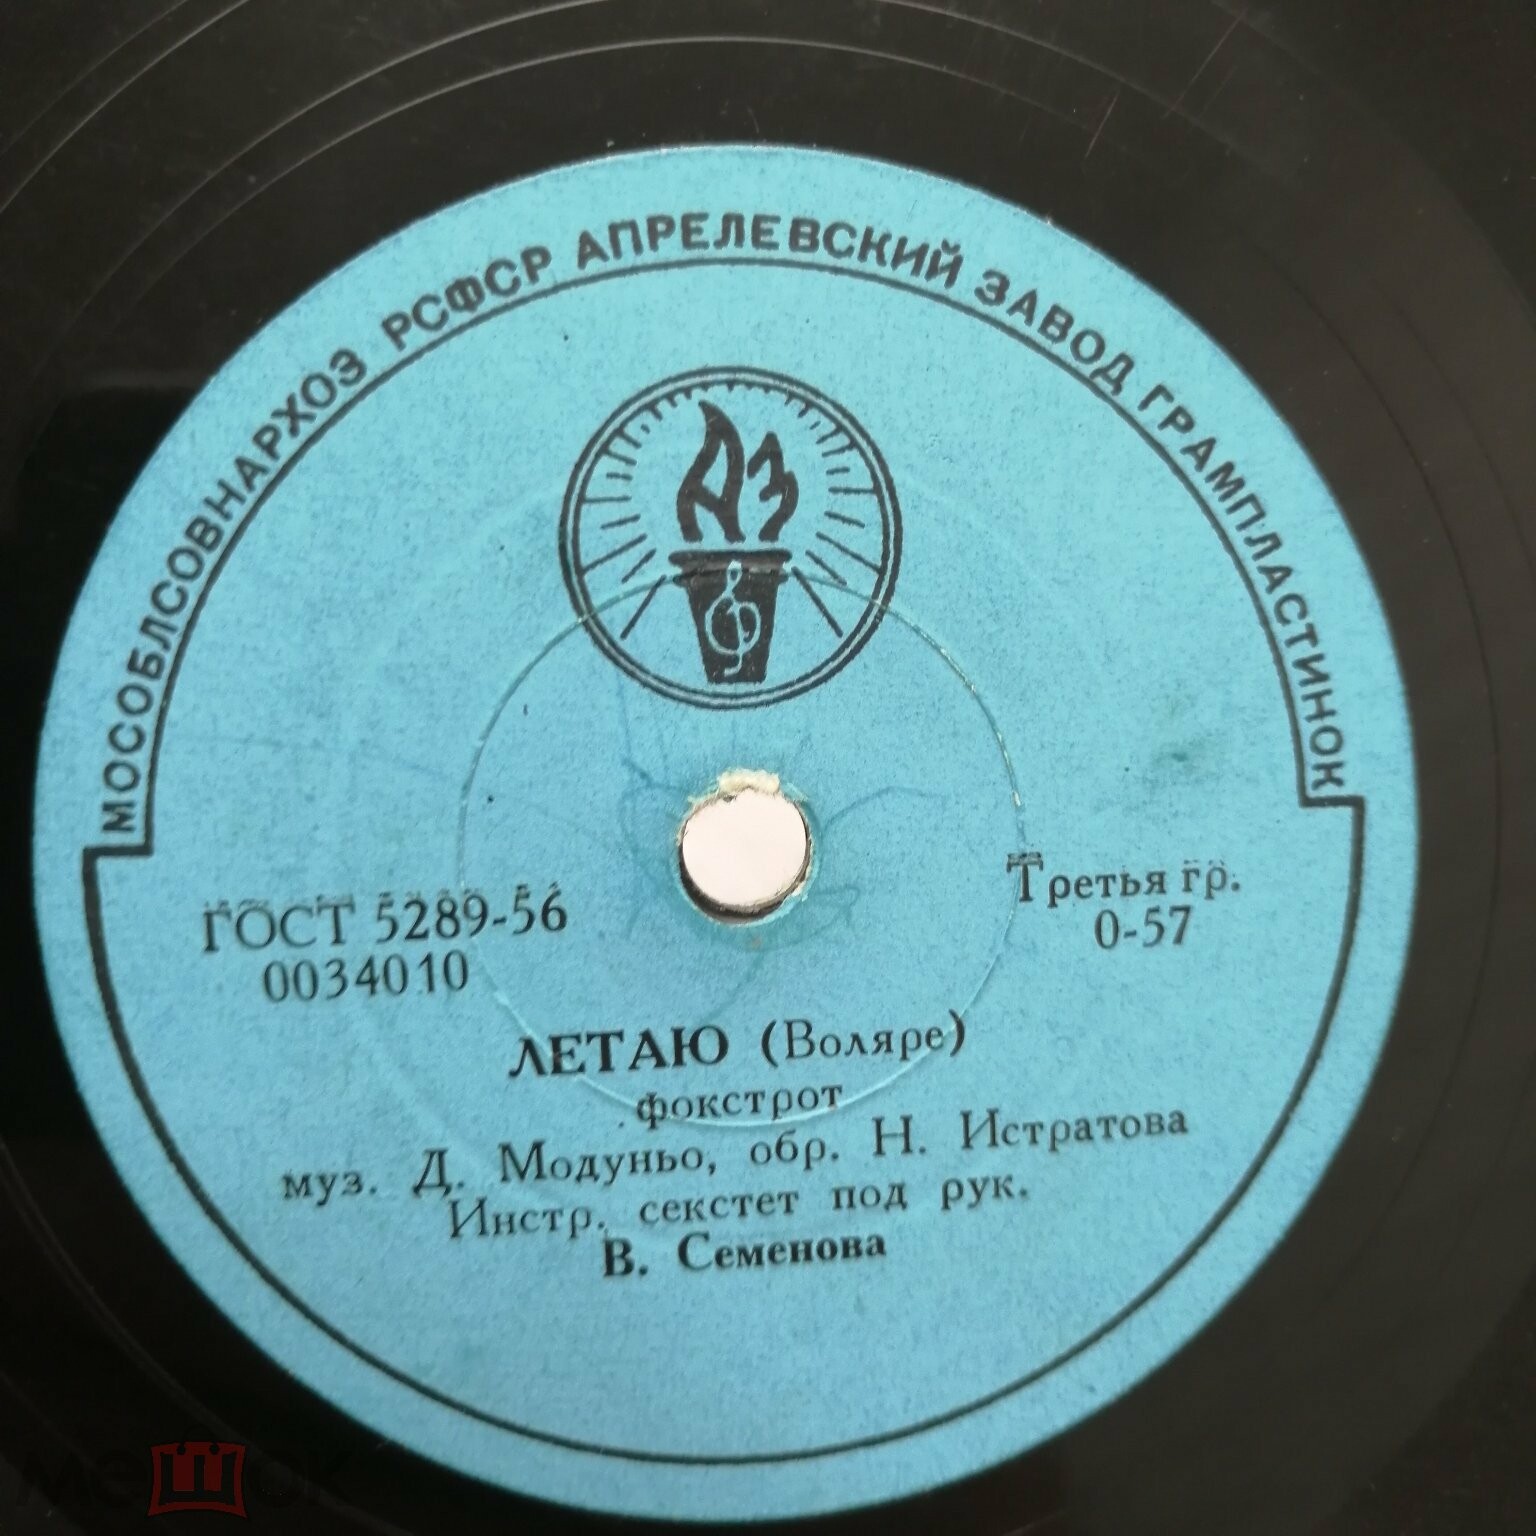 МОСОБЛСОВНАРХОЗ РСФСР АПРЕЛЕВСКИЙ ЗАВОД ГРАМПЛАСТИНОК
АЗ
ГОСТ 5289-56
0034010
Третья гр.
0-57
ЛЕТАЮ (Воляре)
фокстрот
муз. Д. Модуньо, обр. Н. Истратова
Инстр. секстет под рук.
В. Семенова
мешок